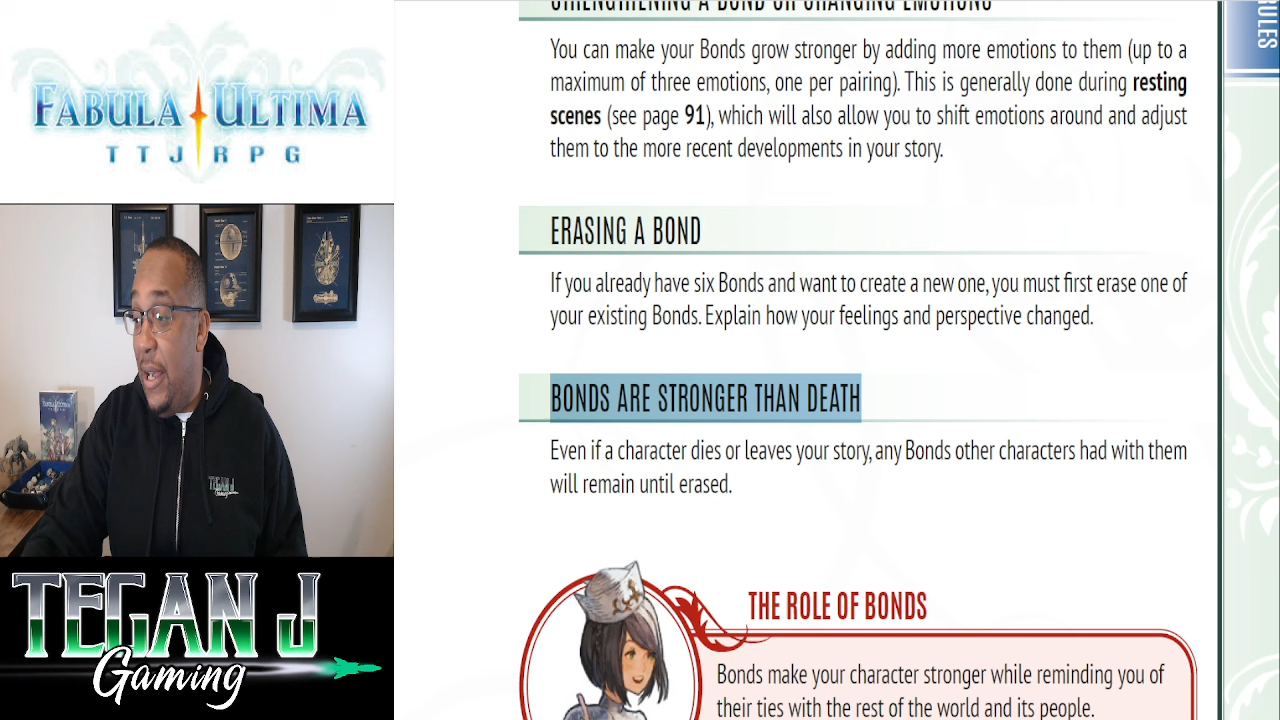 FABULA ULTIMA
TTJRPG
TEGAN J
Gaming
STRENGTHENING A BOND OR CHANGING EMOTIONS
You can make your Bonds grow stronger by adding more emotions to them (up to a
maximum of three emotions, one per pairing). This is generally done during resting
scenes (see page 91), which will also allow you to shift emotions around and adjust
them to the more recent developments in your story.
ERASING A BOND
If you already have six Bonds and want to create a new one, you must first erase one of
your existing Bonds. Explain how your feelings and perspective changed.
BONDS ARE STRONGER THAN DEATH
Even if a character dies or leaves your story, any Bonds other characters had with them
will remain until erased.
THE ROLE OF BONDS
Bonds make your character stronger while reminding you of
their ties with the rest of the world and its people.
RULES